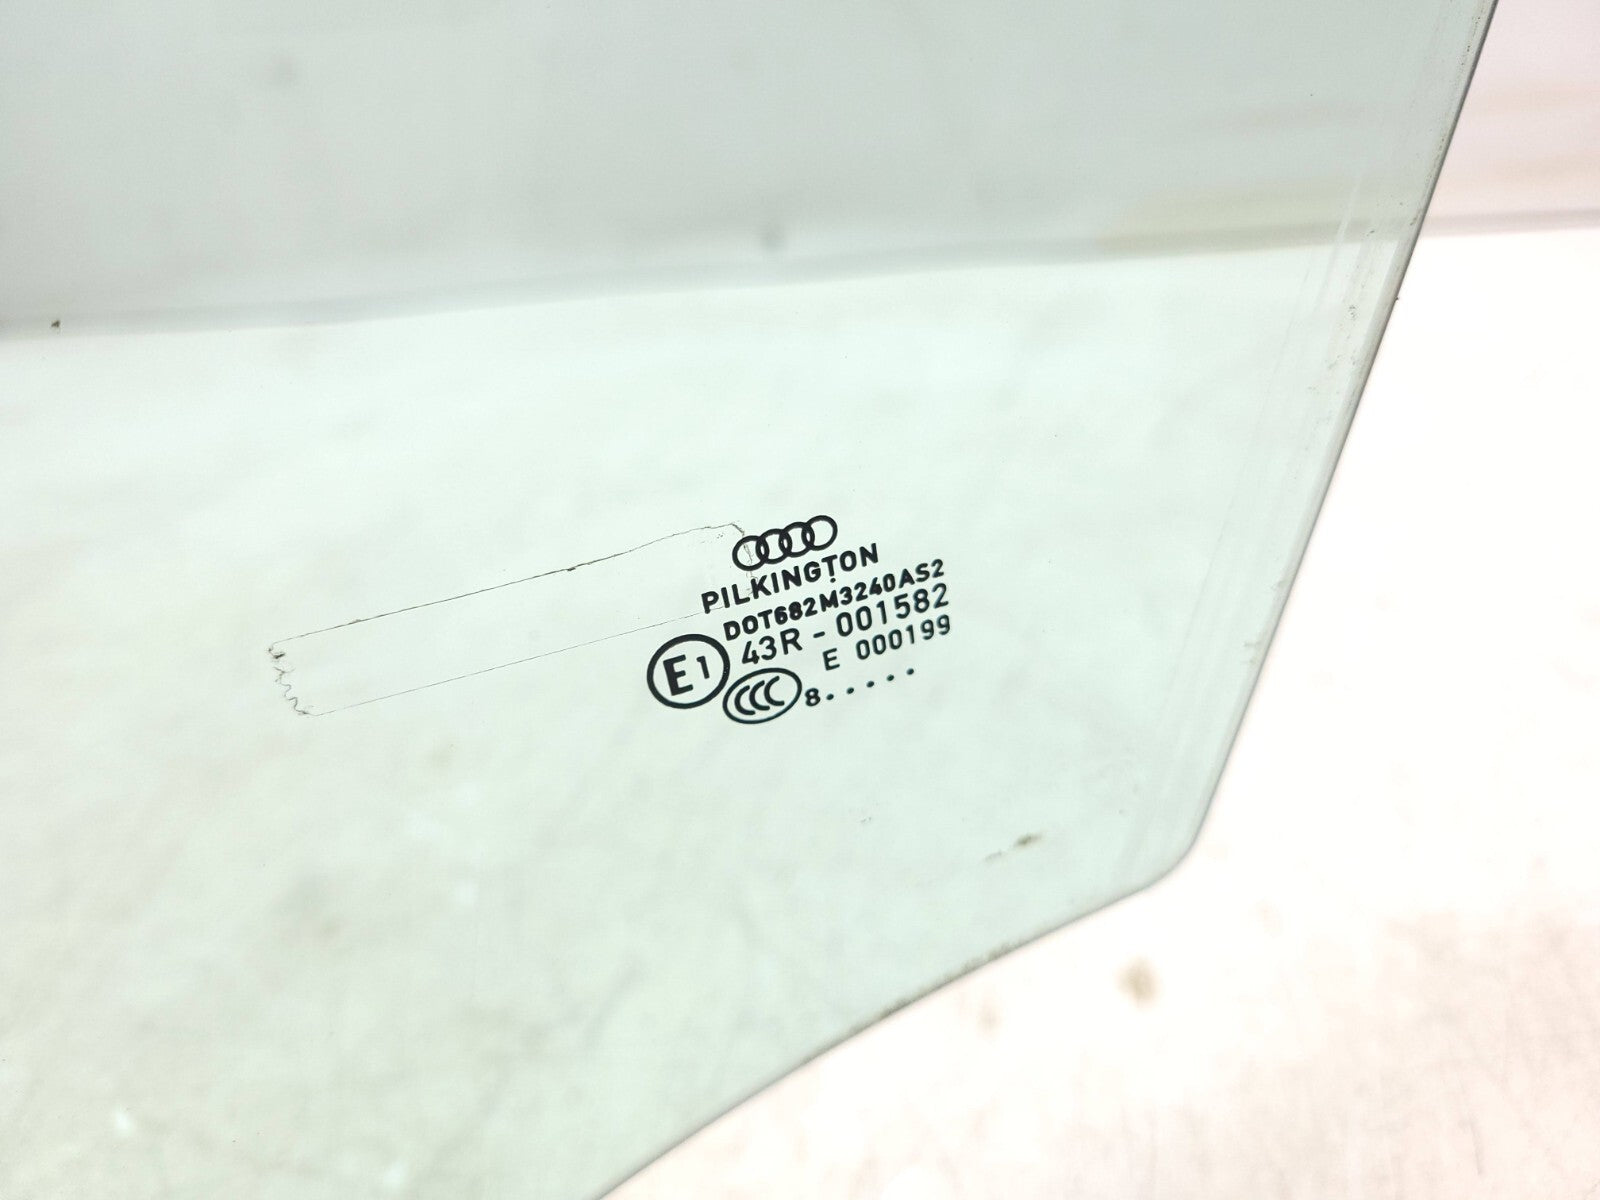 PILKINGTON
DOT682M3240AS2
43R - 001582
E1
E 000199
CCC
8.....